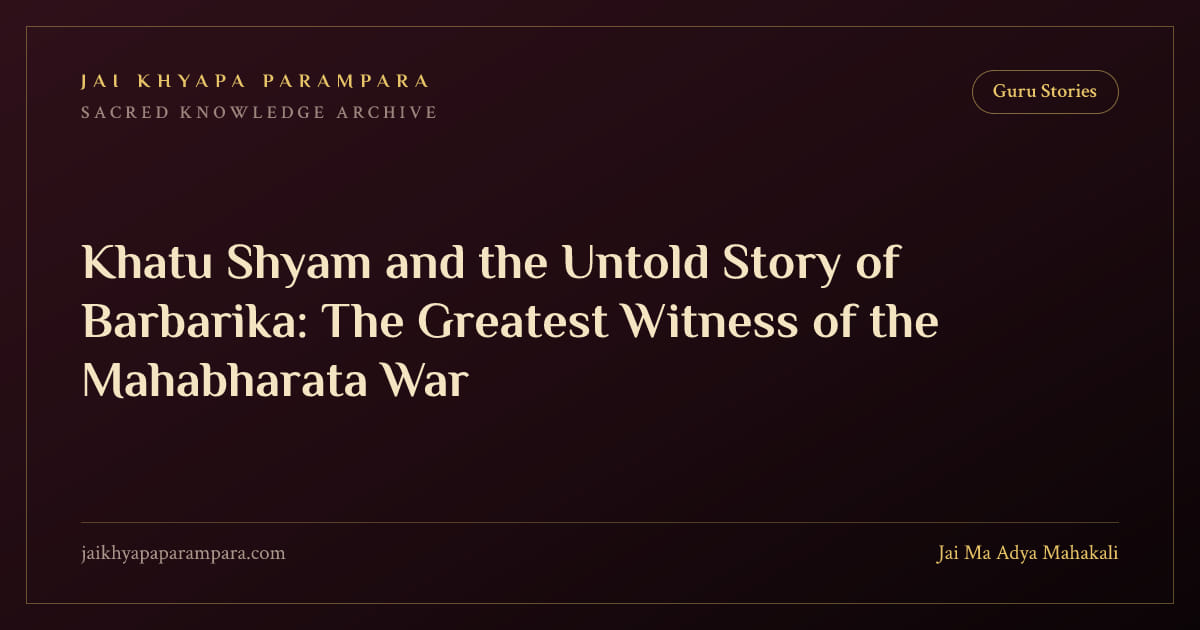 JAI KHYAPA PARAMPARA
SACRED KNOWLEDGE ARCHIVE
Guru Stories
Khatu Shyam and the Untold Story of
Barbarika: The Greatest Witness of the
Mahabharata War
jaikhyapaparampara.com
Jai Ma Adya Mahakali